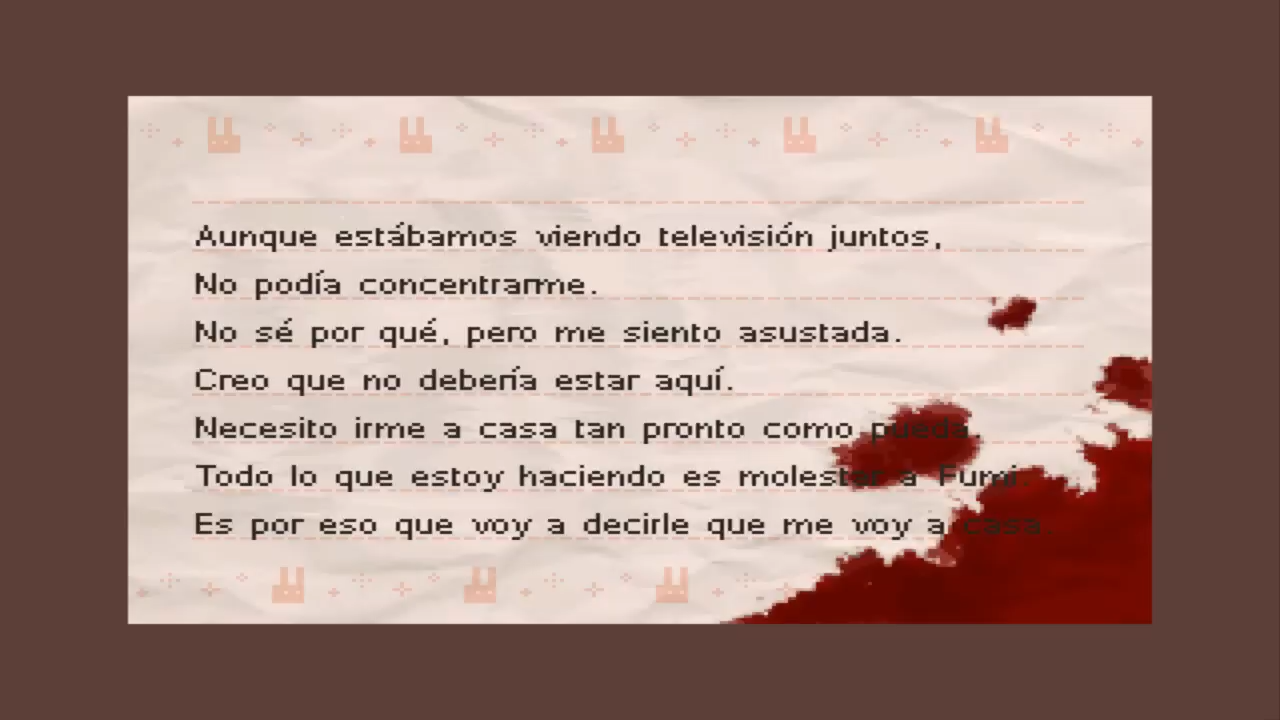 Aunque estábamos viendo televisión juntos,
No podía concentrarme.
No sé por qué, pero me siento asustada.
Creo que no debería estar aquí.
Necesito irme a casa tan pronto como pueda.
Todo lo que estoy haciendo es molestar a Fumi.
Es por eso que voy a decirle que me voy a casa.